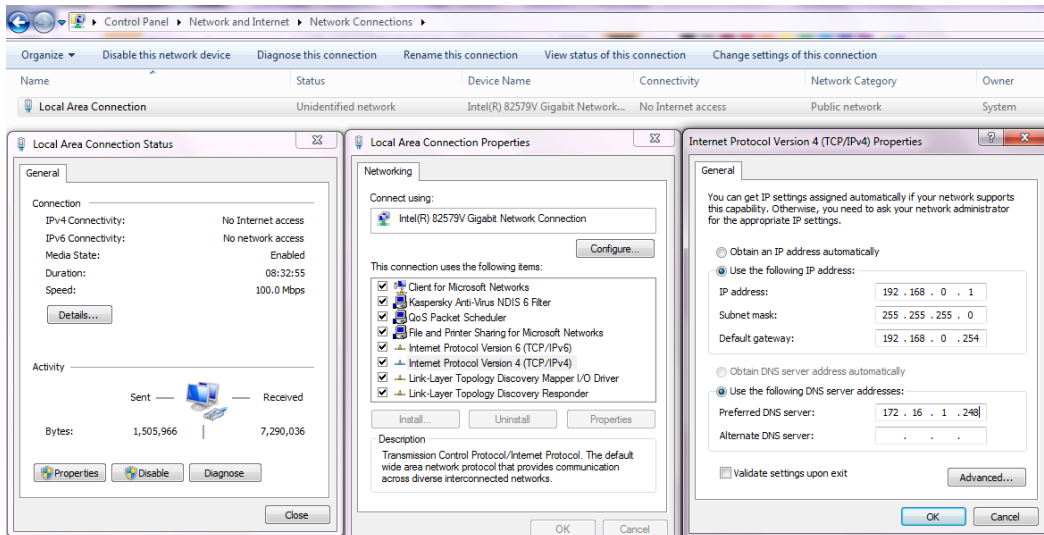 Control Panel ▸ Network and Internet ▸ Network Connections ▸
Organize ▾ Disable this network device Diagnose this connection Rename this connection View status of this connection Change settings of this connection
Name Status Device Name Connectivity Network Category Owner
Local Area Connection Unidentified network Intel(R) 82579V Gigabit Network... No Internet access Public network System
Local Area Connection Status
General
Connection
IPv4 Connectivity: No Internet access
IPv6 Connectivity: No network access
Media State: Enabled
Duration: 08:32:55
Speed: 100.0 Mbps
Details...
Activity
Sent — — Received
Bytes: 1,505,966 7,290,036
Properties Disable Diagnose
Close
Local Area Connection Properties
Networking
Connect using:
Intel(R) 82579V Gigabit Network Connection
Configure...
This connection uses the following items:
Client for Microsoft Networks
Kaspersky Anti-Virus NDIS 6 Filter
QoS Packet Scheduler
File and Printer Sharing for Microsoft Networks
Internet Protocol Version 6 (TCP/IPv6)
Internet Protocol Version 4 (TCP/IPv4)
Link-Layer Topology Discovery Mapper I/O Driver
Link-Layer Topology Discovery Responder
Install... Uninstall Properties
Description
Transmission Control Protocol/Internet Protocol. The default
wide area network protocol that provides communication
across diverse interconnected networks.
OK Cancel
Internet Protocol Version 4 (TCP/IPv4) Properties
General
You can get IP settings assigned automatically if your network supports
this capability. Otherwise, you need to ask your network administrator
for the appropriate IP settings.
Obtain an IP address automatically
Use the following IP address:
IP address: 192 . 168 . 0 . 1
Subnet mask: 255 . 255 . 255 . 0
Default gateway: 192 . 168 . 0 . 254
Obtain DNS server address automatically
Use the following DNS server addresses:
Preferred DNS server: 172 . 16 . 1 . 248
Alternate DNS server: . . .
Validate settings upon exit
Advanced...
OK Cancel